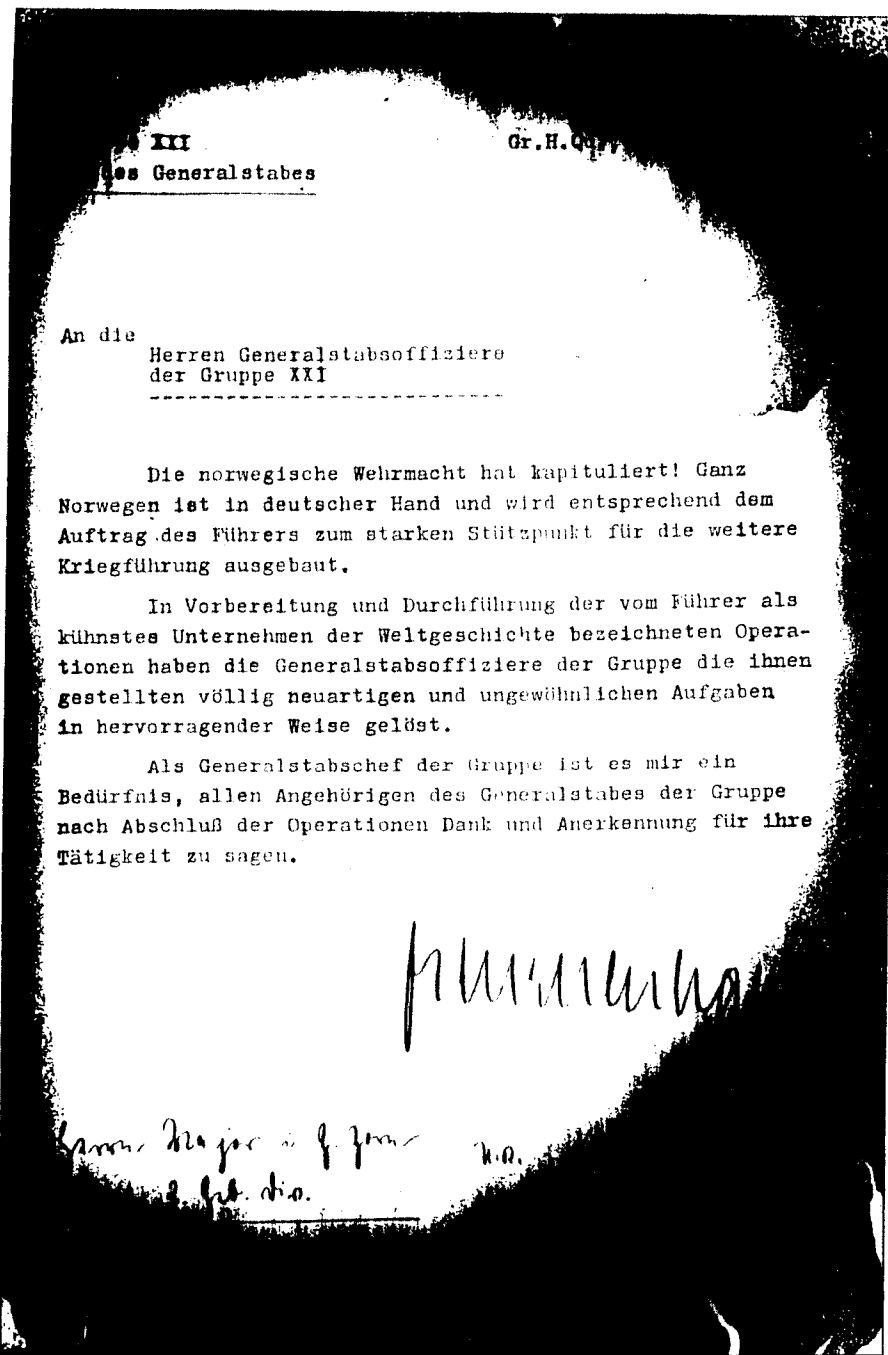 XXI Gr.H.Qu
des Generalstabes
An die
Herren Generalstabsoffiziere
der Gruppe XXI
Die norwegische Wehrmacht hat kapituliert! Ganz
Norwegen ist in deutscher Hand und wird entsprechend dem
Auftrag des Führers zum starken Stützpunkt für die weitere
Kriegführung ausgebaut.
In Vorbereitung und Durchführung der vom Führer als
kühnstes Unternehmen der Weltgeschichte bezeichneten Opera-
tionen haben die Generalstabsoffiziere der Gruppe die ihnen
gestellten völlig neuartigen und ungewöhnlichen Aufgaben
in hervorragender Weise gelöst.
Als Generalstabschef der Gruppe ist es mir ein
Bedürfnis, allen Angehörigen des Generalstabes der Gruppe
nach Abschluß der Operationen Dank und Anerkennung für ihre
Tätigkeit zu sagen.
Herrn Major i. G.
Div.